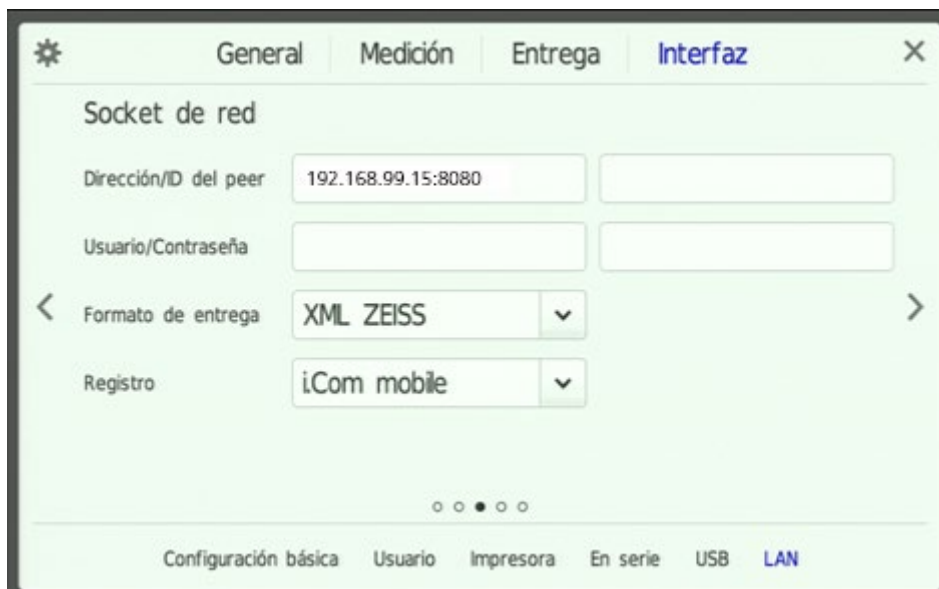 General Medición Entrega Interfaz
Socket de red
Dirección/ID del peer 192.168.99.15:8080
Usuario/Contraseña
Formato de entrega XML ZEISS
Registro i.Com mobile
Configuración básica Usuario Impresora En serie USB LAN